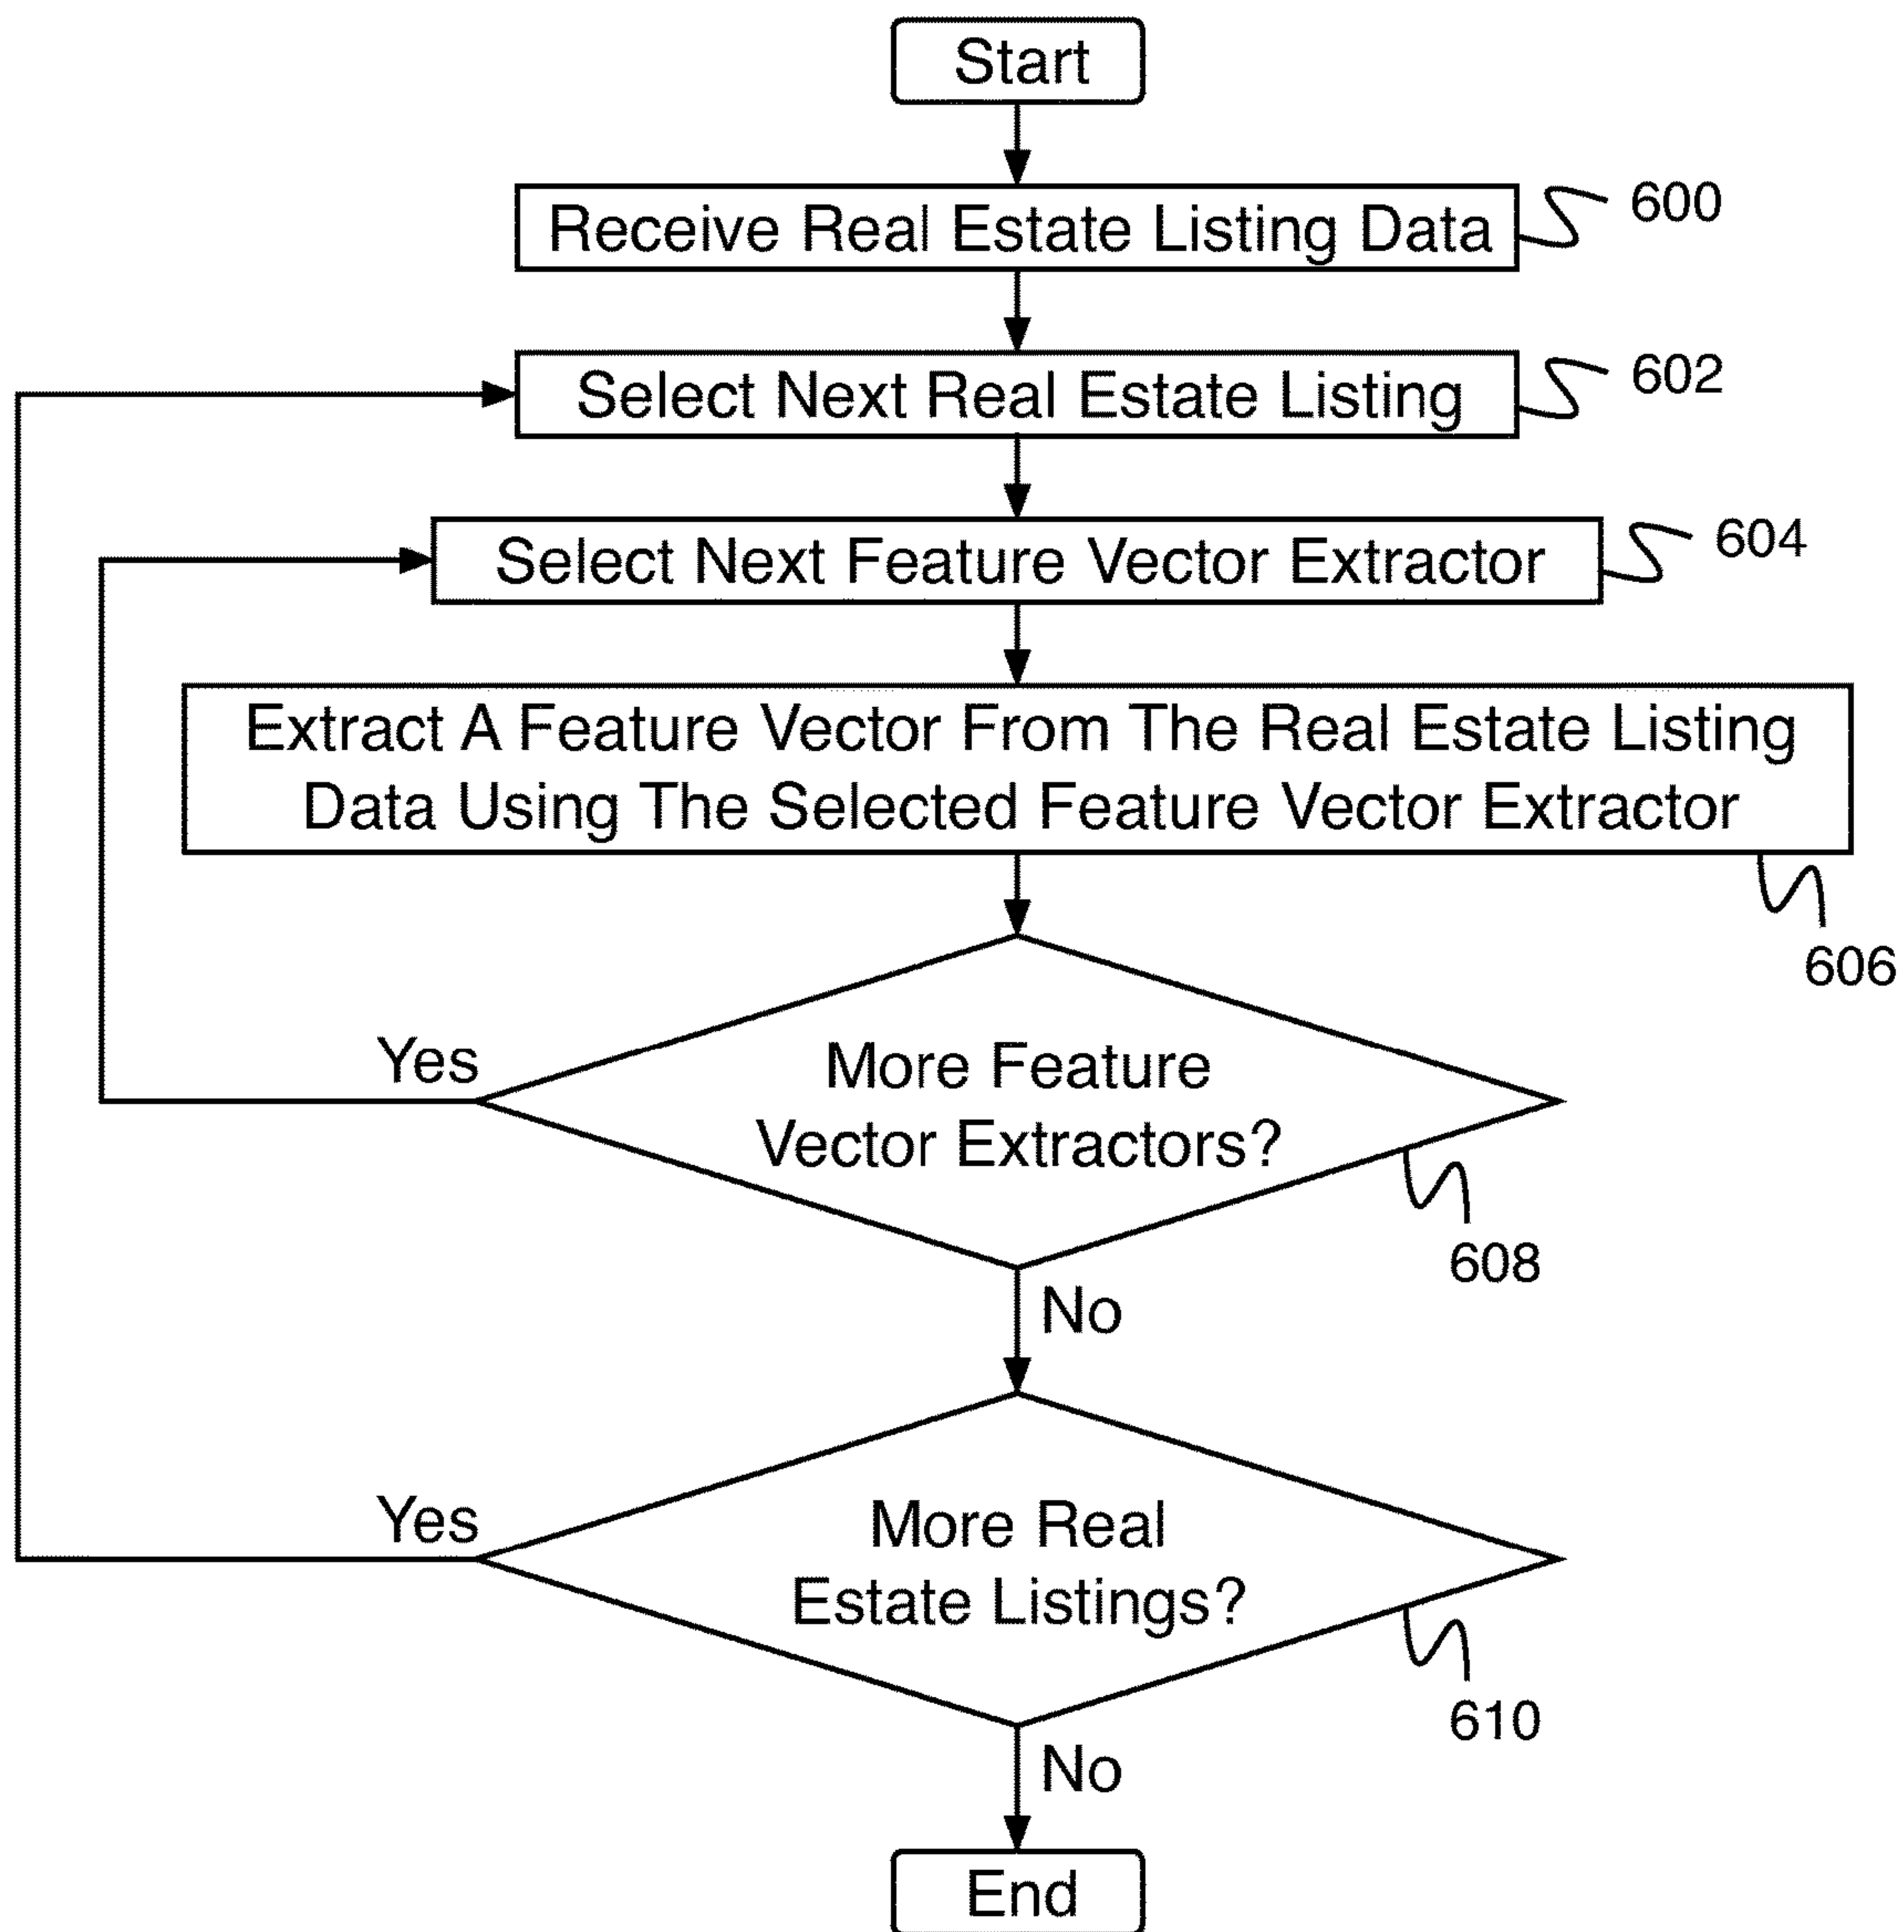 Start
Receive Real Estate Listing Data
600
Select Next Real Estate Listing
602
Select Next Feature Vector Extractor
604
Extract A Feature Vector From The Real Estate Listing
Data Using The Selected Feature Vector Extractor
606
Yes
More Feature
Vector Extractors?
608
No
Yes
More Real
Estate Listings?
610
No
End